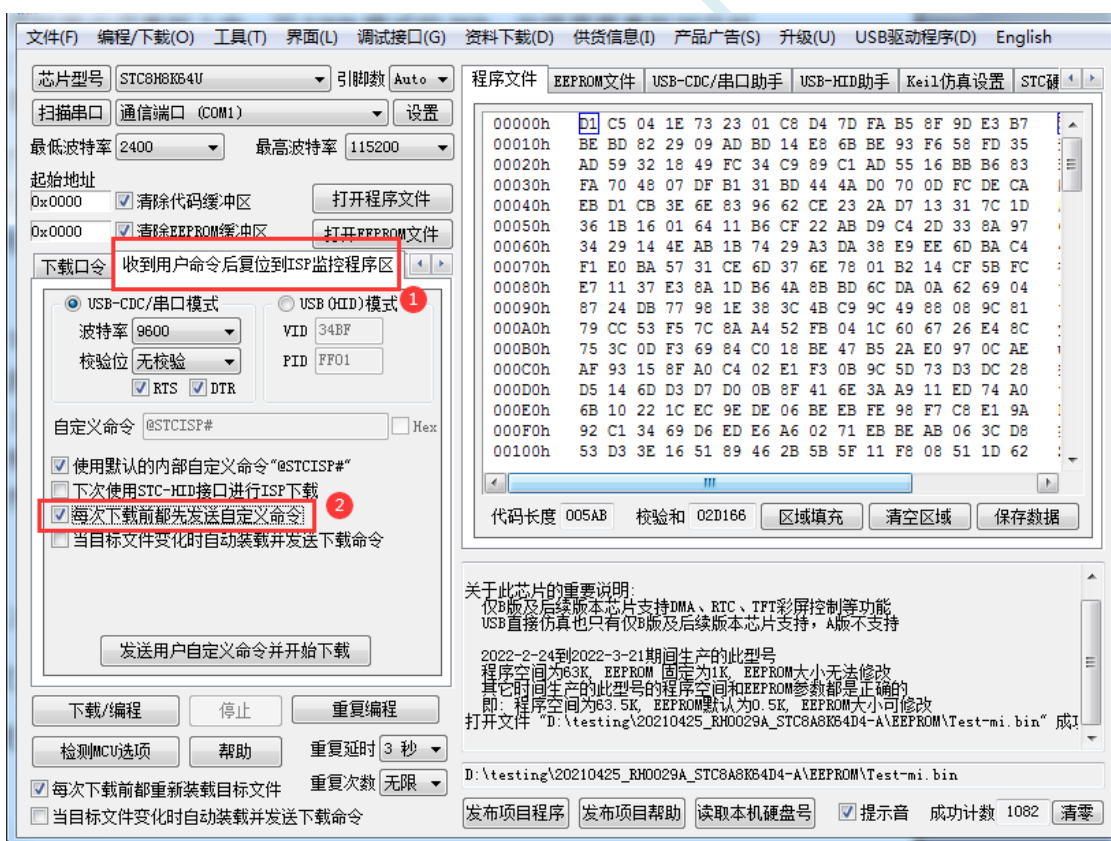 文件(F) 编程/下载(O) 工具(T) 界面(L) 调试接口(G) 资料下载(D) 供货信息(I) 产品广告(S) 升级(U) USB驱动程序(D) English
芯片型号 STC8H8K64U 引脚数 Auto
扫描串口 通信端口 (COM1) 设置
最低波特率 2400 最高波特率 115200
起始地址
0x0000 清除代码缓冲区 打开程序文件
0x0000 清除EEPROM缓冲区 打开EEPROM文件
下载口令 收到用户命令后复位到ISP监控程序区
1
USB-CDC/串口模式 USB(HID)模式
波特率 9600 VID 34BF
校验位 无校验 PID FF01
RTS DTR
自定义命令 @STCISP# Hex
使用默认的内部自定义命令"@STCISP#"
下次使用STC-HID接口进行ISP下载
每次下载前都先发送自定义命令
2
当目标文件变化时自动装载并发送下载命令
发送用户自定义命令并开始下载
下载/编程 停止 重复编程
检测MCU选项 帮助 重复延时 3 秒
每次下载前都重新装载目标文件 重复次数 无限
当目标文件变化时自动装载并发送下载命令
程序文件 EEPROM文件 USB-CDC/串口助手 USB-HID助手 Keil仿真设置 STC硬
00000h D1 C5 04 1E 73 23 01 C8 D4 7D FA B5 8F 9D E3 B7
00010h BE BD 82 29 09 AD BD 14 E8 6B BE 93 F6 58 FD 35
00020h AD 59 32 18 49 FC 34 C9 89 C1 AD 55 16 BB B6 83
00030h FA 70 48 07 DF B1 31 BD 44 4A D0 70 0D FC DE CA
00040h EB D1 CB 3E 6E 83 96 62 CE 23 2A D7 13 31 7C 1D
00050h 36 1B 16 01 64 11 B6 CF 22 AB D9 C4 2D 33 8A 97
00060h 34 29 14 4E AB 1B 74 29 A3 DA 38 E9 EE 6D BA C4
00070h F1 E0 BA 57 31 CE 6D 37 6E 78 01 B2 14 CF 5B FC
00080h E7 11 37 E3 8A 1D B6 4A 8B BD 6C DA 0A 62 69 04
00090h 87 24 DB 77 98 1E 38 3C 4B C9 9C 49 88 08 9C 81
000A0h 79 CC 53 F5 7C 8A A4 52 FB 04 1C 60 67 26 E4 8C
000B0h 75 3C 0D F3 69 84 C0 18 BE 47 B5 2A E0 97 0C AE
000C0h AF 93 15 8F A0 C4 02 E1 F3 0B 9C 5D 73 D3 DC 28
000D0h D5 14 6D D3 D7 D0 0B 8F 41 6E 3A A9 11 ED 74 A0
000E0h 6B 10 22 1C EC 9E DE 06 BE EB FE 98 F7 C8 E1 9A
000F0h 92 C1 34 69 D6 ED E6 A6 02 71 EB BE AB 06 3C D8
00100h 53 D3 3E 16 51 89 46 2B 5B 5F 11 F8 08 51 1D 62
代码长度 005AB 校验和 02D166 区域填充 清空区域 保存数据
关于此芯片的重要说明:
仅B版及后续版本芯片支持DMA、RTC、TFT彩屏控制等功能
USB直接仿真也只有仅B版及后续版本芯片支持，A版不支持
2022-2-24到2022-3-21期间生产的此型号
程序空间为63K, EEPROM 固定为1K, EEPROM大小无法修改
其它时间生产的此型号的程序空间和EEPROM参数都是正确的
即: 程序空间为63.5K, EEPROM默认为0.5K, EEPROM大小可修改
打开文件 "D:\testing\20210425_RH0029A_STC8A8K64D4-A\EEPROM\Test-mi.bin" 成
D:\testing\20210425_RH0029A_STC8A8K64D4-A\EEPROM\Test-mi.bin
发布项目程序 发布项目帮助 读取本机硬盘号 提示音 成功计数 1082 清零